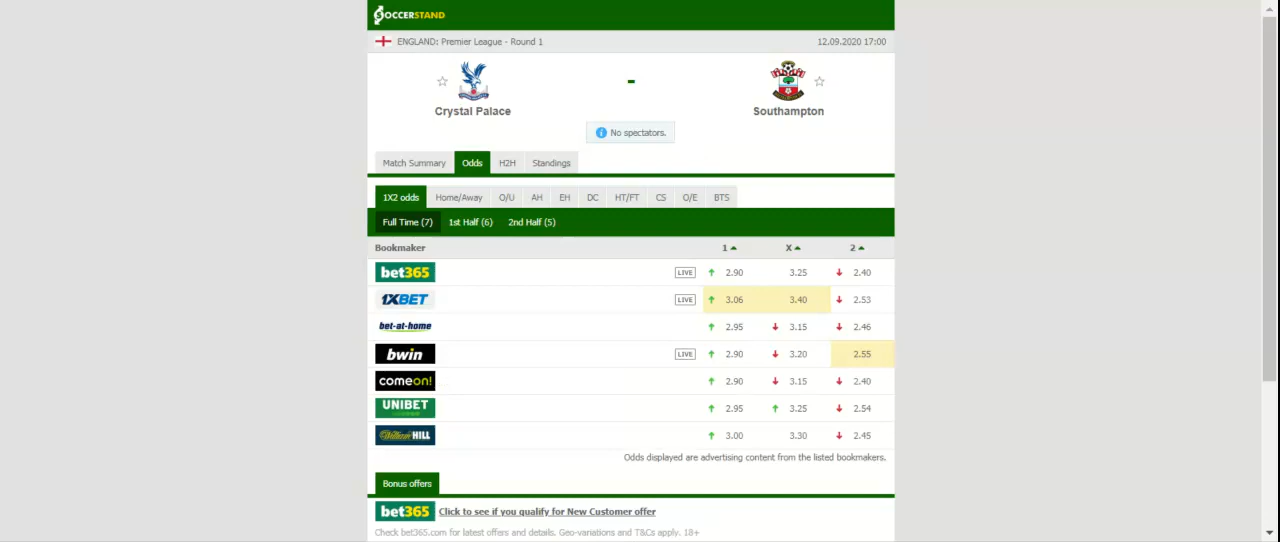 SOCCERSTAND
ENGLAND: Premier League - Round 1 12.09.2020 17:00
-
Crystal Palace Southampton
No spectators.
Match Summary Odds H2H Standings
1X2 odds Home/Away O/U AH EH DC HT/FT CS O/E BTS
Full Time (7) 1st Half (6) 2nd Half (5)
Bookmaker 1 X 2
bet365 LIVE 2.90 3.25 2.40
1XBET LIVE 3.06 3.40 2.53
bet-at-home 2.95 3.15 2.46
bwin LIVE 2.90 3.20 2.55
comeon! 2.90 3.15 2.40
UNIBET 2.95 3.25 2.54
William HILL 3.00 3.30 2.45
Odds displayed are advertising content from the listed bookmakers.
Bonus offers
bet365 Click to see if you qualify for New Customer offer
Check bet365.com for latest offers and details. Geo-variations and T&Cs apply. 18+